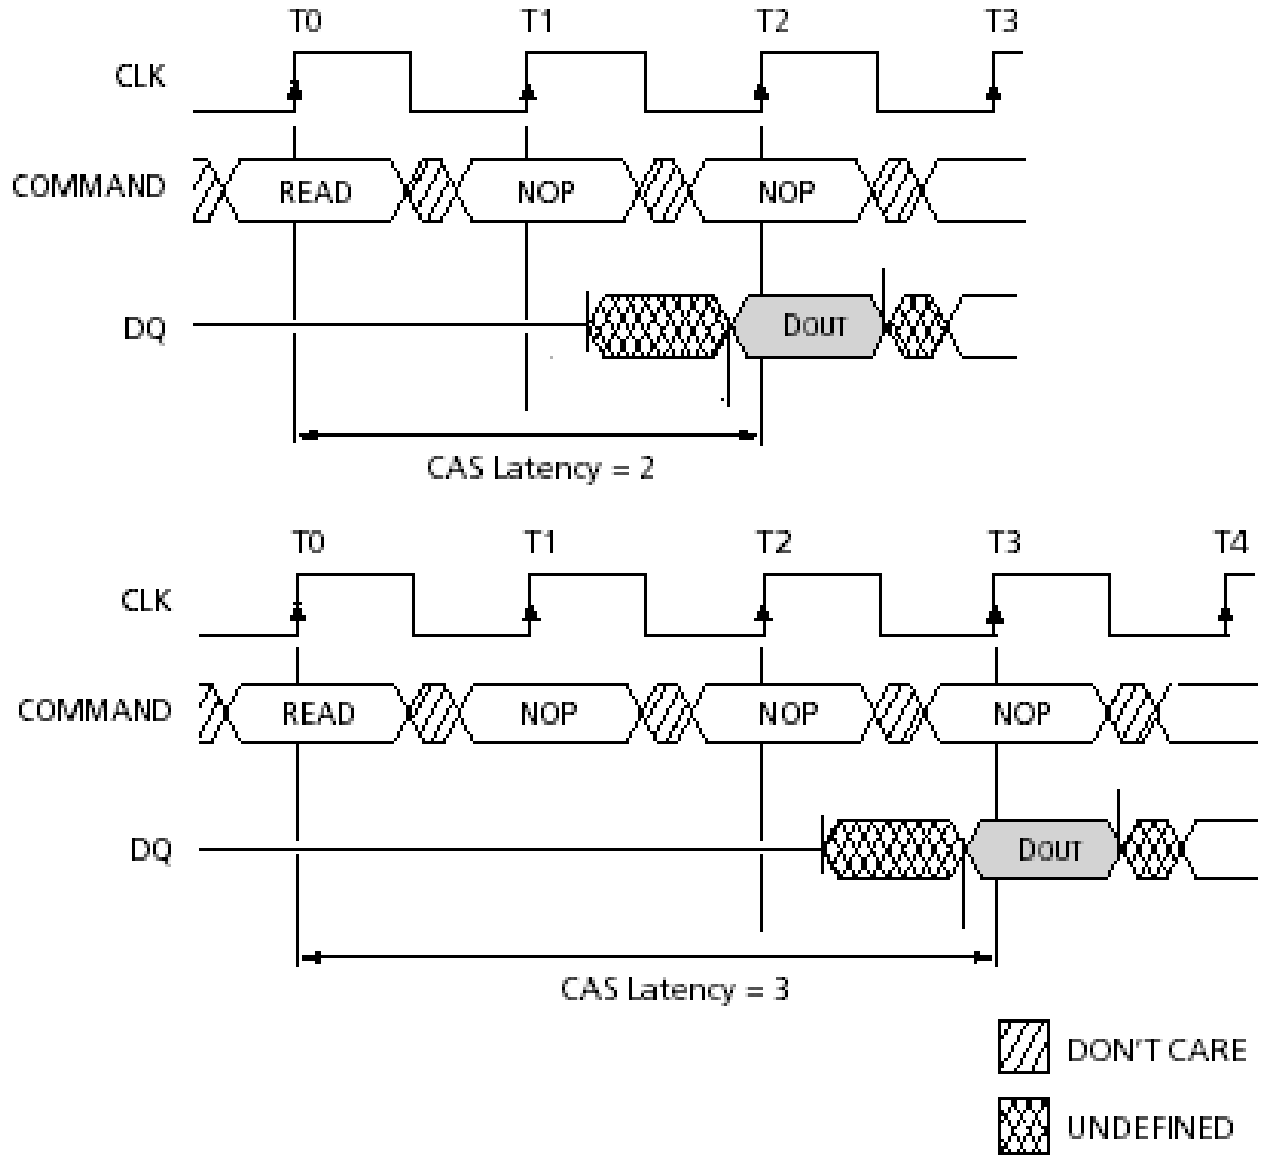 T0 T1 T2 T3
CLK
COMMAND READ NOP NOP
DQ DOUT
CAS Latency = 2
T0 T1 T2 T3 T4
CLK
COMMAND READ NOP NOP NOP
DQ DOUT
CAS Latency = 3
DON'T CARE
UNDEFINED